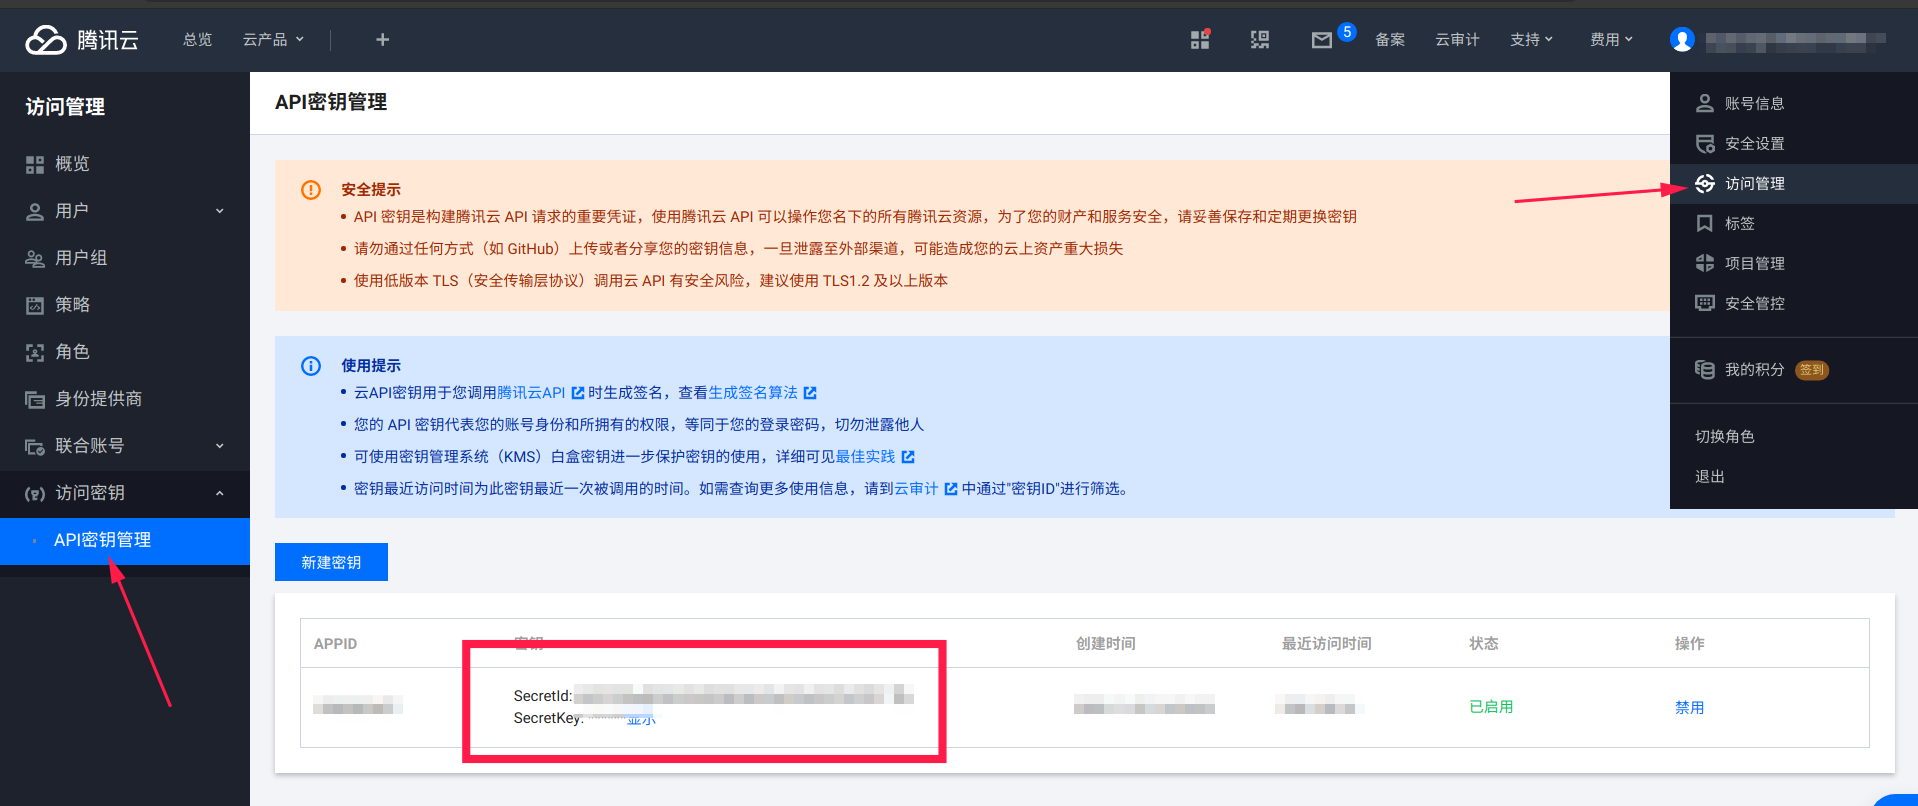 腾讯云
总览
云产品
5
备案
云审计
支持
费用
访问管理
概览
用户
用户组
策略
角色
身份提供商
联合账号
访问密钥
API密钥管理
API密钥管理
安全提示
API 密钥是构建腾讯云 API 请求的重要凭证，使用腾讯云 API 可以操作您名下的所有腾讯云资源，为了您的财产和服务安全，请妥善保存和定期更换密钥
请勿通过任何方式（如 GitHub）上传或者分享您的密钥信息，一旦泄露至外部渠道，可能造成您的云上资产重大损失
使用低版本 TLS（安全传输层协议）调用云 API 有安全风险，建议使用 TLS1.2 及以上版本
使用提示
云API密钥用于您调用腾讯云API 时生成签名，查看生成签名算法
您的 API 密钥代表您的账号身份和所拥有的权限，等同于您的登录密码，切勿泄露他人
可使用密钥管理系统（KMS）白盒密钥进一步保护密钥的使用，详细可见最佳实践
密钥最近访问时间为此密钥最近一次被调用的时间。如需查询更多使用信息，请到云审计 中通过"密钥ID"进行筛选。
新建密钥
APPID
密钥
创建时间
最近访问时间
状态
操作
SecretId:
SecretKey:
显示
已启用
禁用
账号信息
安全设置
访问管理
标签
项目管理
安全管控
我的积分
签到
切换角色
退出